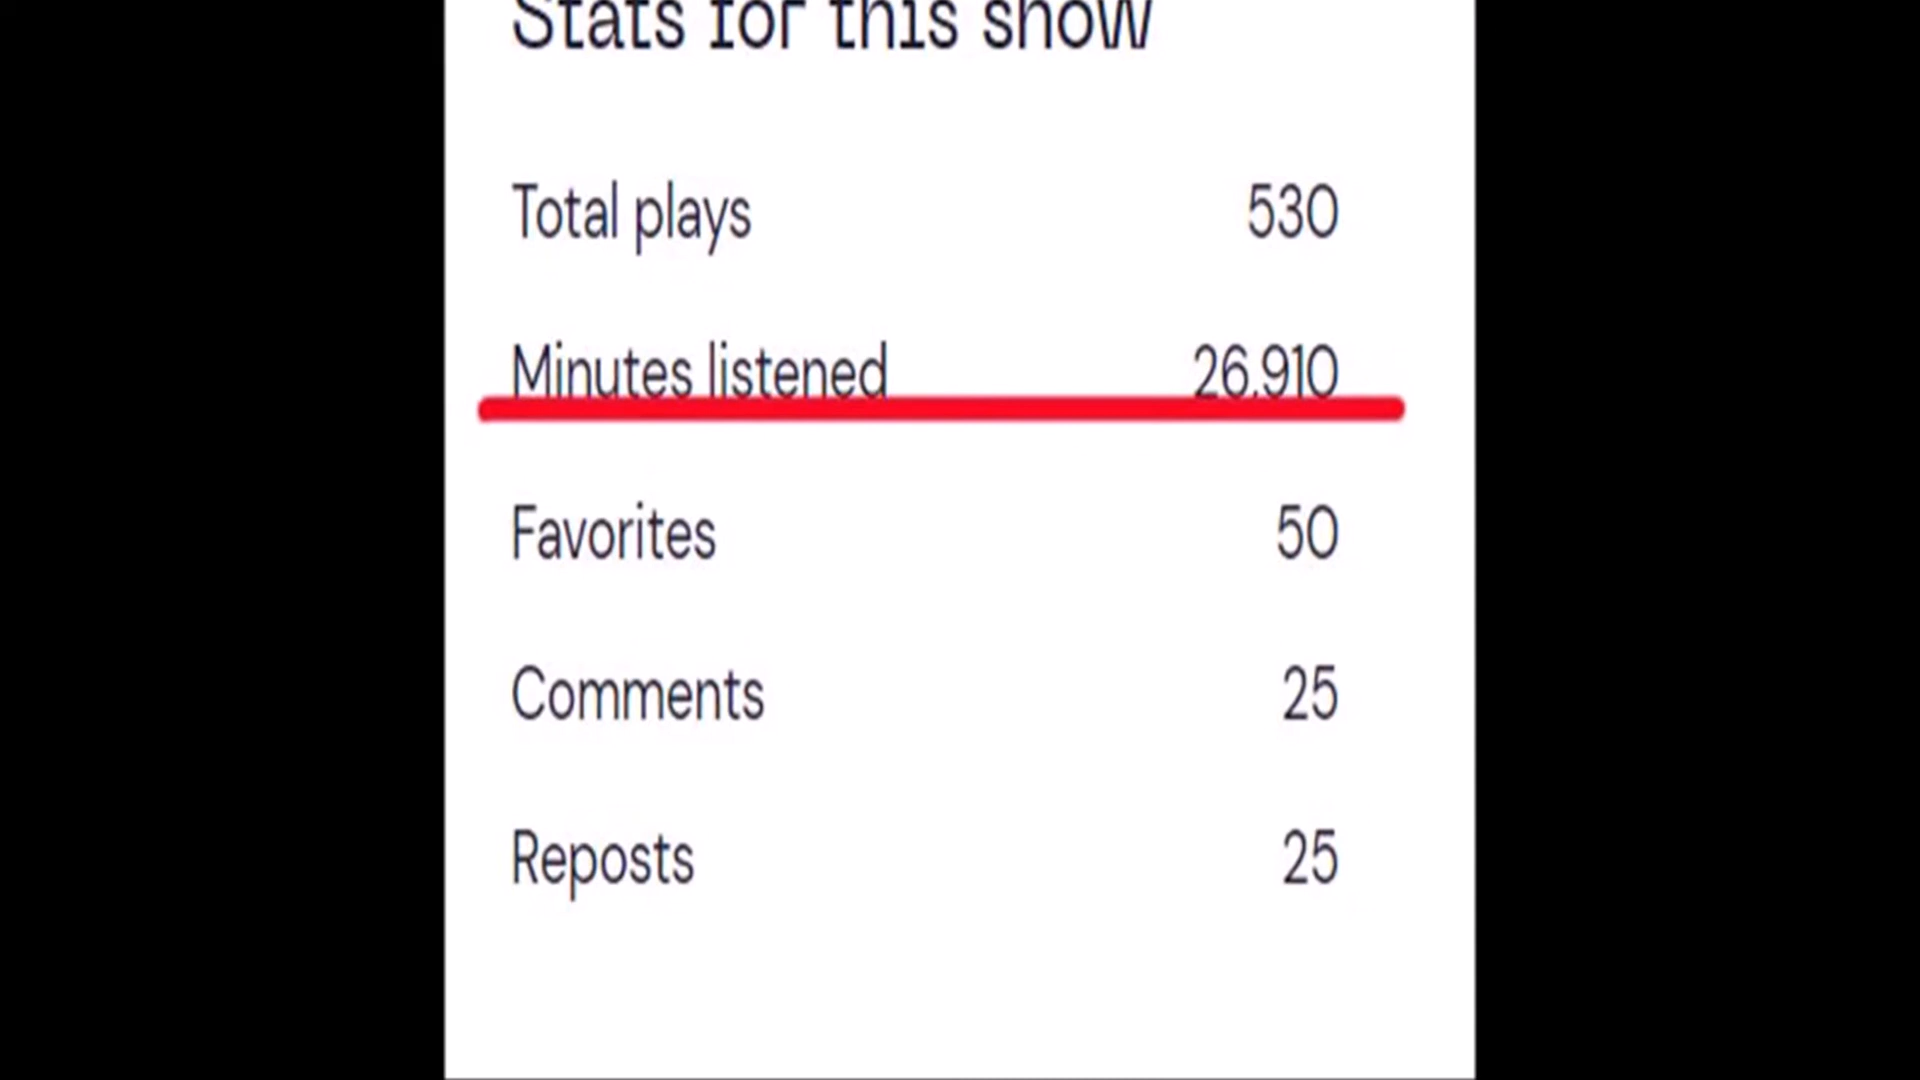 Stats for this show
Total plays 530
Minutes listened 26,910
Favorites 50
Comments 25
Reposts 25